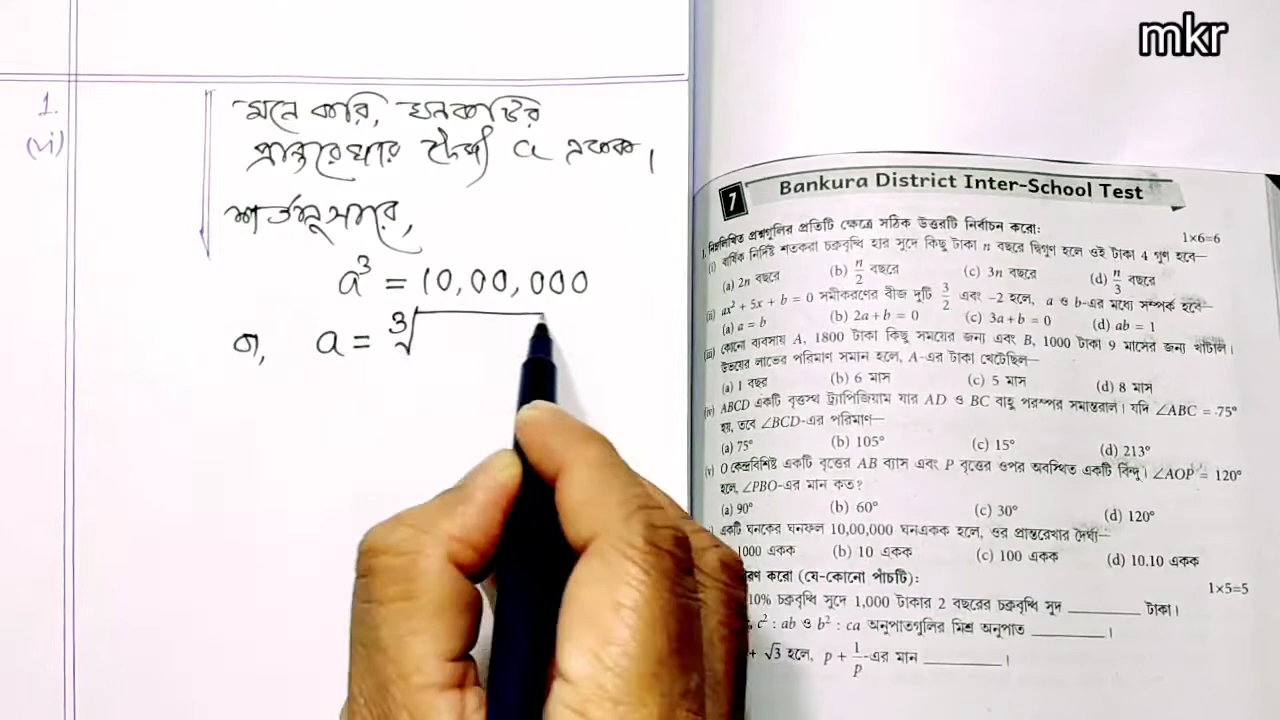 mkr
1.
(vi)
মনে করি, ঘনকটির
প্রান্তরেখার দৈর্ঘ্য a একক।
শর্তানুসারে,
a³ = 10,00,000
বা, a = ∛
7 Bankura District Inter-School Test
1. নিম্নলিখিত প্রশ্নগুলির প্রতিটি ক্ষেত্রে সঠিক উত্তরটি নির্বাচন করো: 1×6=6
(i) বার্ষিক নির্দিষ্ট শতকরা চক্রবৃদ্ধি হার সুদে কিছু টাকা n বছরে দ্বিগুণ হলে ওই টাকা 4 গুণ হবে—
(a) 2n বছরে (b) n/2 বছরে (c) 3n বছরে (d) n/3 বছরে
(ii) ax² + 5x + b = 0 সমীকরণের বীজ দুটি 3/2 এবং -2 হলে, a ও b-এর মধ্যে সম্পর্ক হবে—
(a) a = b (b) 2a + b = 0 (c) 3a + b = 0 (d) ab = 1
(iii) কোনো ব্যবসায় A, 1800 টাকা কিছু সময়ের জন্য এবং B, 1000 টাকা 9 মাসের জন্য খাটাল।
উভয়ের লাভের পরিমাণ সমান হলে, A-এর টাকা খেটেছিল—
(a) 1 বছর (b) 6 মাস (c) 5 মাস (d) 8 মাস
(iv) ABCD একটি বৃত্তস্থ ট্র্যাপিজিয়াম যার AD ও BC বাহু পরস্পর সমান্তরাল। যদি ∠ABC = 75°
হয়, তবে ∠BCD-এর পরিমাণ—
(a) 75° (b) 105° (c) 15° (d) 213°
(v) O কেন্দ্রবিশিষ্ট একটি বৃত্তের AB ব্যাস এবং P বৃত্তের ওপর অবস্থিত একটি বিন্দু। ∠AOP = 120°
হলে, ∠PBO-এর মান কত?
(a) 90° (b) 60° (c) 30° (d) 120°
একটি ঘনকের ঘনফল 10,00,000 ঘনএকক হলে, ওর প্রান্তরেখার দৈর্ঘ্য—
1000 একক (b) 10 একক (c) 100 একক (d) 10.10 একক
রণ করো (যে-কোনো পাঁচটি): 1×5=5
10% চক্রবৃদ্ধি সুদে 1,000 টাকার 2 বছরের চক্রবৃদ্ধি সুদ ________ টাকা।
c² : ab ও b² : ca অনুপাতগুলির মিশ্র অনুপাত ________।
+ √3 হলে, p + 1/p-এর মান ________।